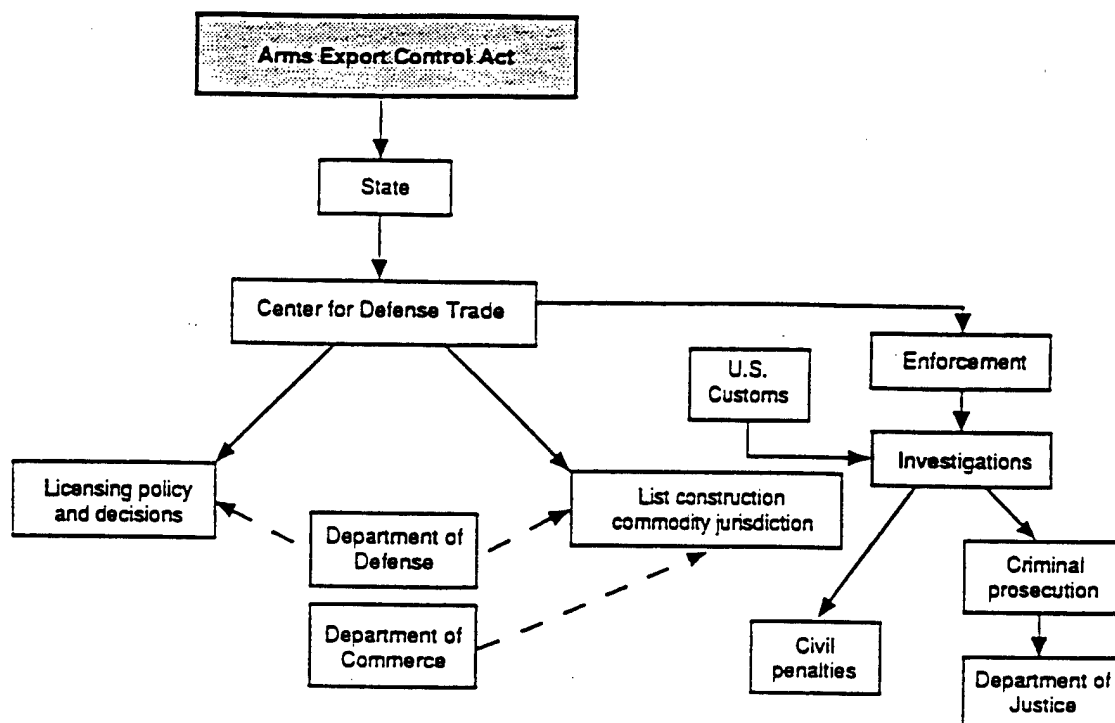 Arms Export Control Act
State
Center for Defense Trade
U.S.
Customs
Enforcement
Investigations
Licensing policy
and decisions
List construction
commodity jurisdiction
Department of
Defense
Department of
Commerce
Civil
penalties
Criminal
prosecution
Department of
Justice